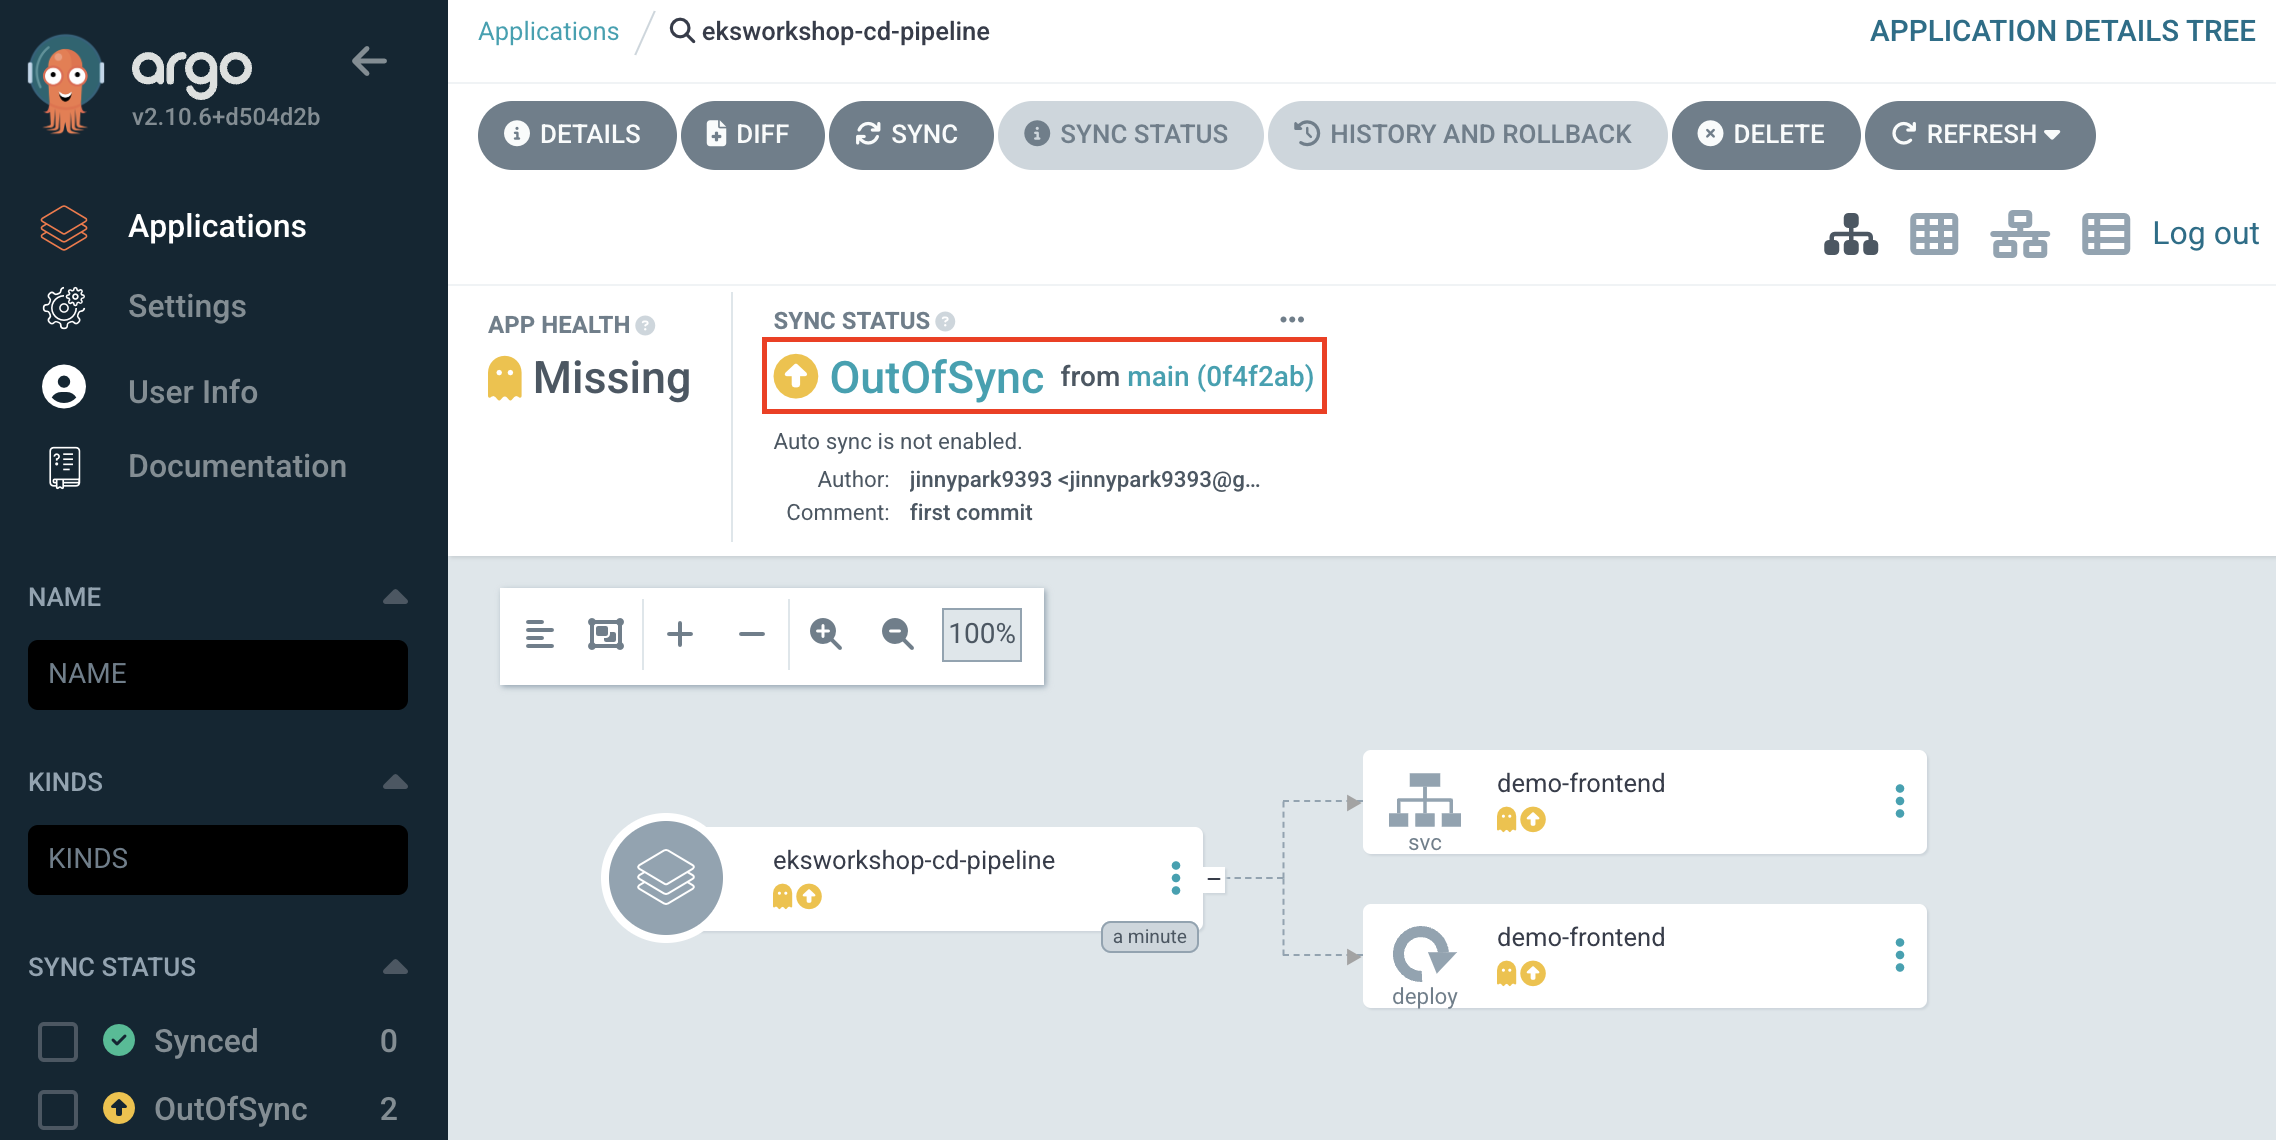 argo
v2.10.6+d504d2b
Applications
Settings
User Info
Documentation
NAME
NAME
KINDS
KINDS
SYNC STATUS
Synced 0
OutOfSync 2
Applications / eksworkshop-cd-pipeline
APPLICATION DETAILS TREE
DETAILS DIFF SYNC SYNC STATUS HISTORY AND ROLLBACK DELETE REFRESH
Log out
APP HEALTH
Missing
SYNC STATUS
OutOfSync from main (0f4f2ab)
Auto sync is not enabled.
Author: jinnypark9393 <jinnypark9393@g...
Comment: first commit
100%
eksworkshop-cd-pipeline
a minute
demo-frontend
svc
demo-frontend
deploy